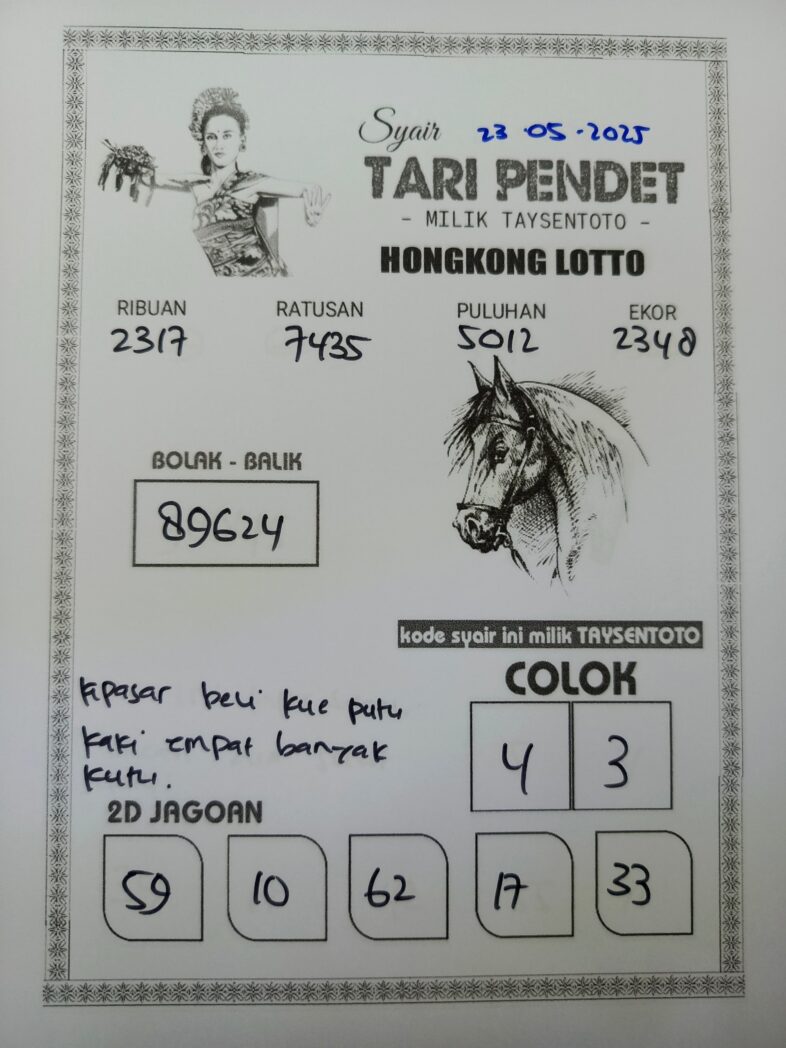 Syair 23.05.2025
TARI PENDET
- MILIK TAYSENTOTO -
HONGKONG LOTTO
RIBUAN RATUSAN PULUHAN EKOR
2317 7435 5012 2348
BOLAK - BALIK
89624
kode syair ini milik TAYSENTOTO
COLOK
4 3
kpasar beli kue putu
kaki empat banyak
kutu.
2D JAGOAN
59 10 62 17 33